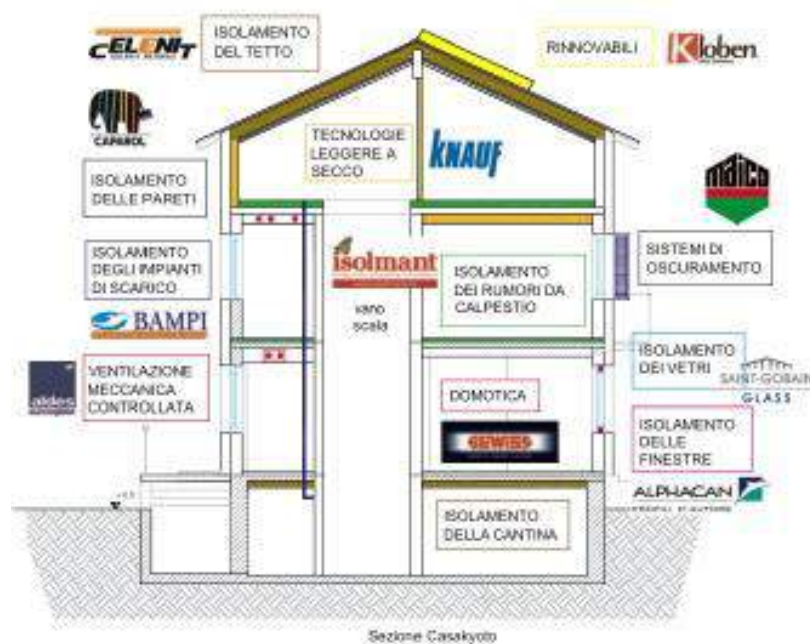 CELENIT
ISOLAMENTO
DEL TETTO
RINNOVABILI
Kloben
CAPAROL
TECNOLOGIE
LEGGERE A
SECCO
KNAUF
ISOLAMENTO
DELLE PARETI
maico
ISOLAMENTO
DEGLI IMPIANTI
DI SCARICO
isolmant
vano
scala
ISOLAMENTO
DEI RUMORI DA
CALPESTIO
SISTEMI DI
OSCURAMENTO
BAMPI
VENTILAZIONE
MECCANICA
CONTROLLATA
aldes
DOMOTICA
GEWISS
ISOLAMENTO
DEI VETRI
SAINT-GOBAIN
GLASS
ISOLAMENTO
DELLE
FINESTRE
ALPHACAN
ISOLAMENTO
DELLA CANTINA
Sezione Casakyoto